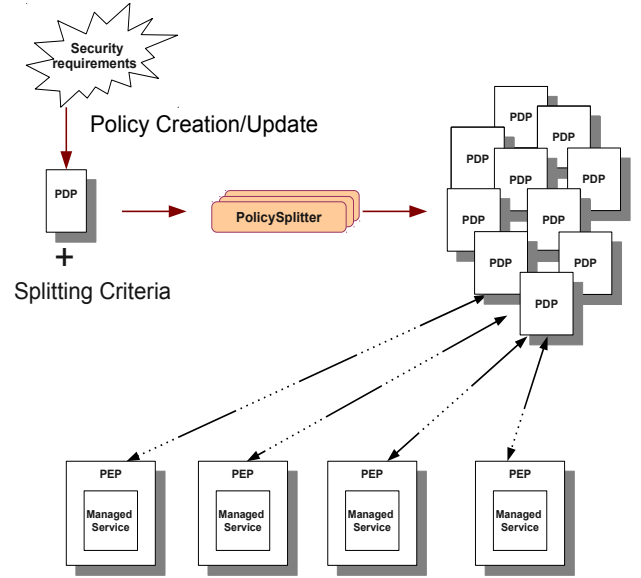 Security
requirements
Policy Creation/Update
PDP
+
Splitting Criteria
PolicySplitter
PDP
PDP
PDP
PDP
PDP
PDP
PDP
PDP
PDP
PDP
PEP
Managed
Service
PEP
Managed
Service
PEP
Managed
Service
PEP
Managed
Service